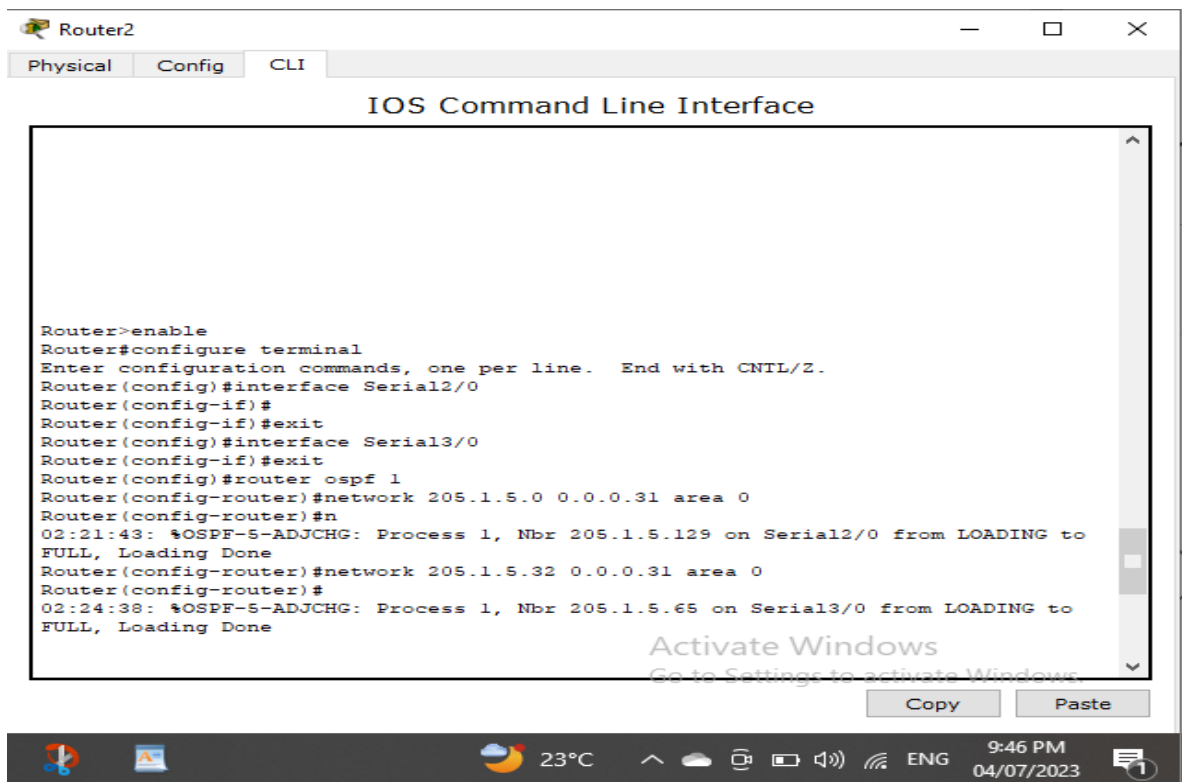 Router2
Physical Config CLI
IOS Command Line Interface
Router>enable
Router#configure terminal
Enter configuration commands, one per line.  End with CNTL/Z.
Router(config)#interface Serial2/0
Router(config-if)#
Router(config-if)#exit
Router(config)#interface Serial3/0
Router(config-if)#exit
Router(config)#router ospf 1
Router(config-router)#network 205.1.5.0 0.0.0.31 area 0
Router(config-router)#n
02:21:43: %OSPF-5-ADJCHG: Process 1, Nbr 205.1.5.129 on Serial2/0 from LOADING to
FULL, Loading Done
Router(config-router)#network 205.1.5.32 0.0.0.31 area 0
Router(config-router)#
02:24:38: %OSPF-5-ADJCHG: Process 1, Nbr 205.1.5.65 on Serial3/0 from LOADING to
FULL, Loading Done
Activate Windows
Go to Settings to activate Windows.
Copy Paste
23°C ENG 9:46 PM
04/07/2023
1